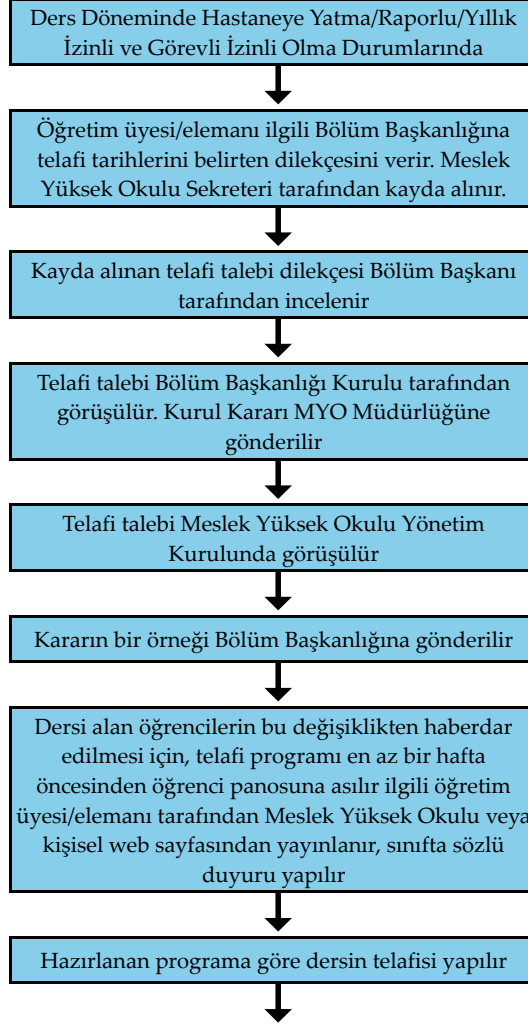 Ders Döneminde Hastaneye Yatma/Raporlu/Yıllık
İzinli ve Görevli İzinli Olma Durumlarında
Öğretim üyesi/elemanı ilgili Bölüm Başkanlığına
telafi tarihlerini belirten dilekçesini verir. Meslek
Yüksek Okulu Sekreteri tarafından kayda alınır.
Kayda alınan telafi talebi dilekçesi Bölüm Başkanı
tarafından incelenir
Telafi talebi Bölüm Başkanlığı Kurulu tarafından
görüşülür. Kurul Kararı MYO Müdürlüğüne
gönderilir
Telafi talebi Meslek Yüksek Okulu Yönetim
Kurulunda görüşülür
Kararın bir örneği Bölüm Başkanlığına gönderilir
Dersi alan öğrencilerin bu değişiklikten haberdar
edilmesi için, telafi programı en az bir hafta
öncesinden öğrenci panosuna asılır ilgili öğretim
üyesi/elemanı tarafından Meslek Yüksek Okulu veya
kişisel web sayfasından yayınlanır, sınıfta sözlü
duyuru yapılır
Hazırlanan programa göre dersin telafisi yapılır